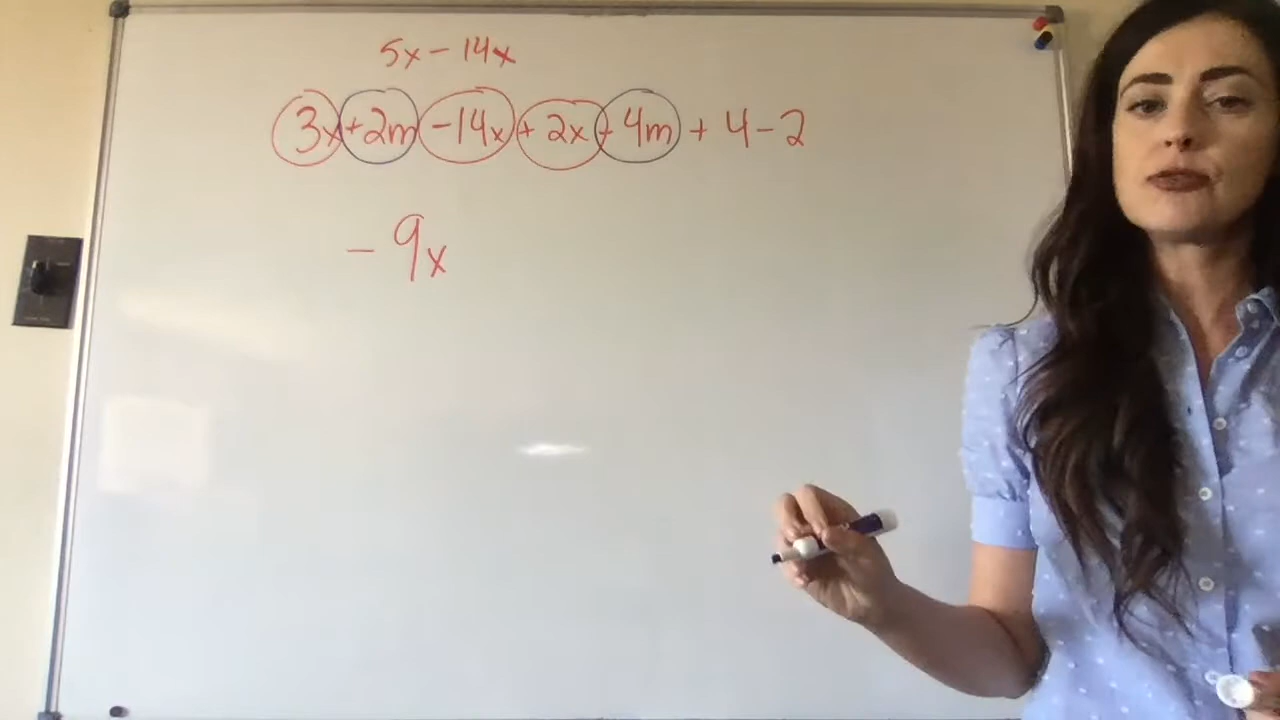 5x - 14x
3x + 2m - 14x + 2x - 4m + 4 - 2
- 9x